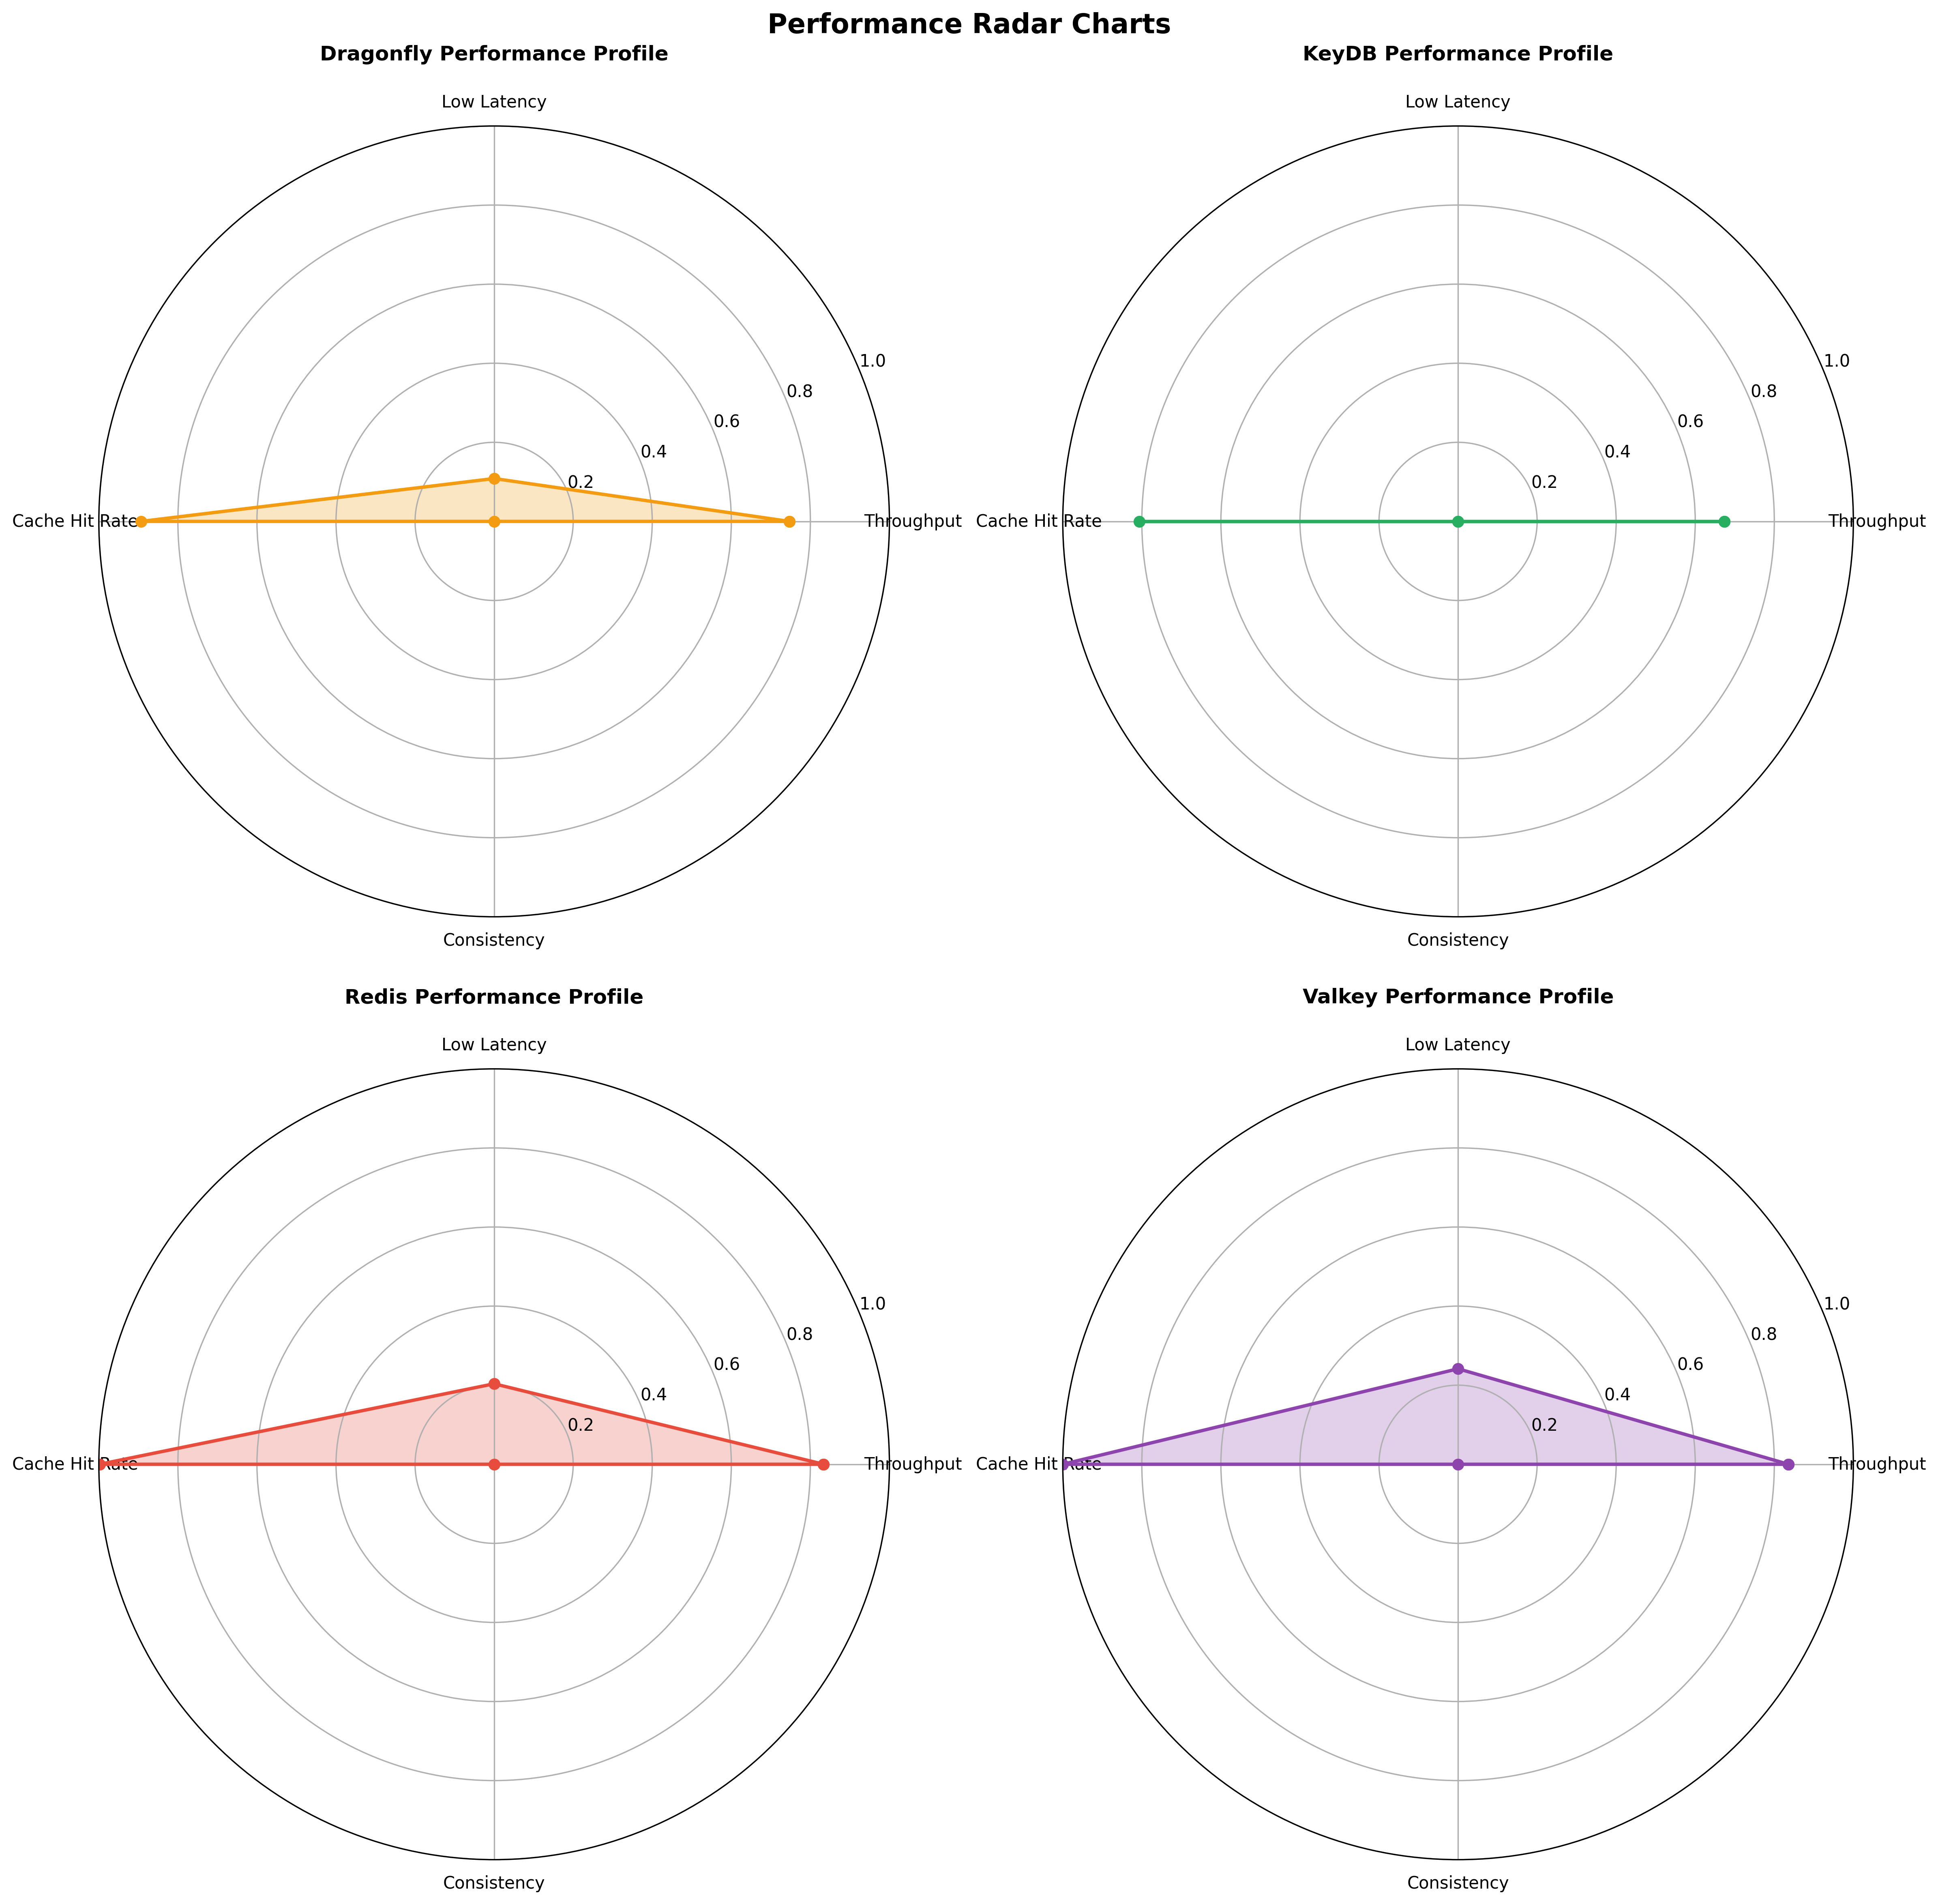 Performance Radar Charts
Dragonfly Performance Profile
Low Latency
1.0
0.8
0.6
0.4
0.2
Cache Hit Rate
Throughput
Consistency
KeyDB Performance Profile
Low Latency
1.0
0.8
0.6
0.4
0.2
Cache Hit Rate
Throughput
Consistency
Redis Performance Profile
Low Latency
1.0
0.8
0.6
0.4
0.2
Cache Hit Rate
Throughput
Consistency
Valkey Performance Profile
Low Latency
1.0
0.8
0.6
0.4
0.2
Cache Hit Rate
Throughput
Consistency